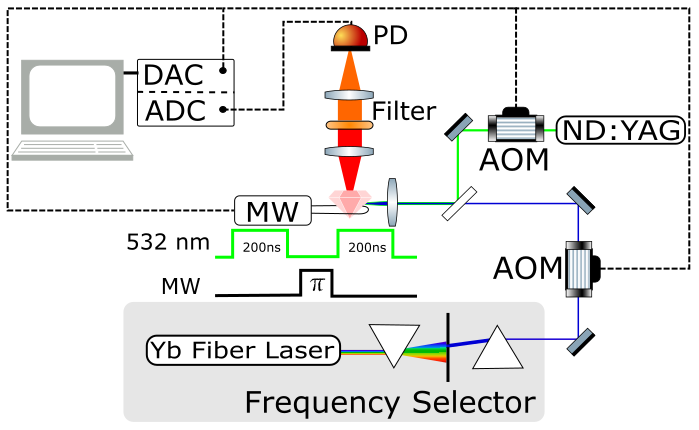 PD
DAC
ADC
Filter
ND:YAG
AOM
MW
532 nm
200ns
200ns
AOM
MW
π
Yb Fiber Laser
Frequency Selector